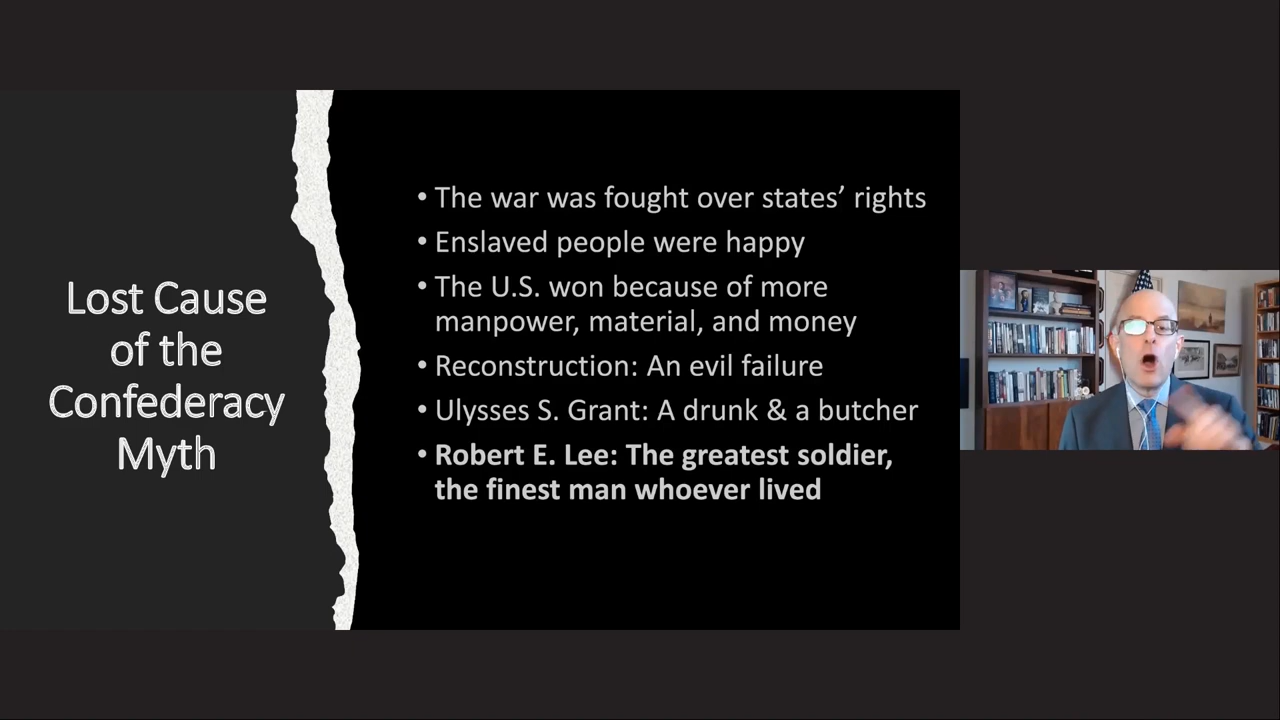 Lost Cause
of the
Confederacy
Myth
• The war was fought over states’ rights
• Enslaved people were happy
• The U.S. won because of more
manpower, material, and money
• Reconstruction: An evil failure
• Ulysses S. Grant: A drunk & a butcher
• Robert E. Lee: The greatest soldier,
the finest man whoever lived